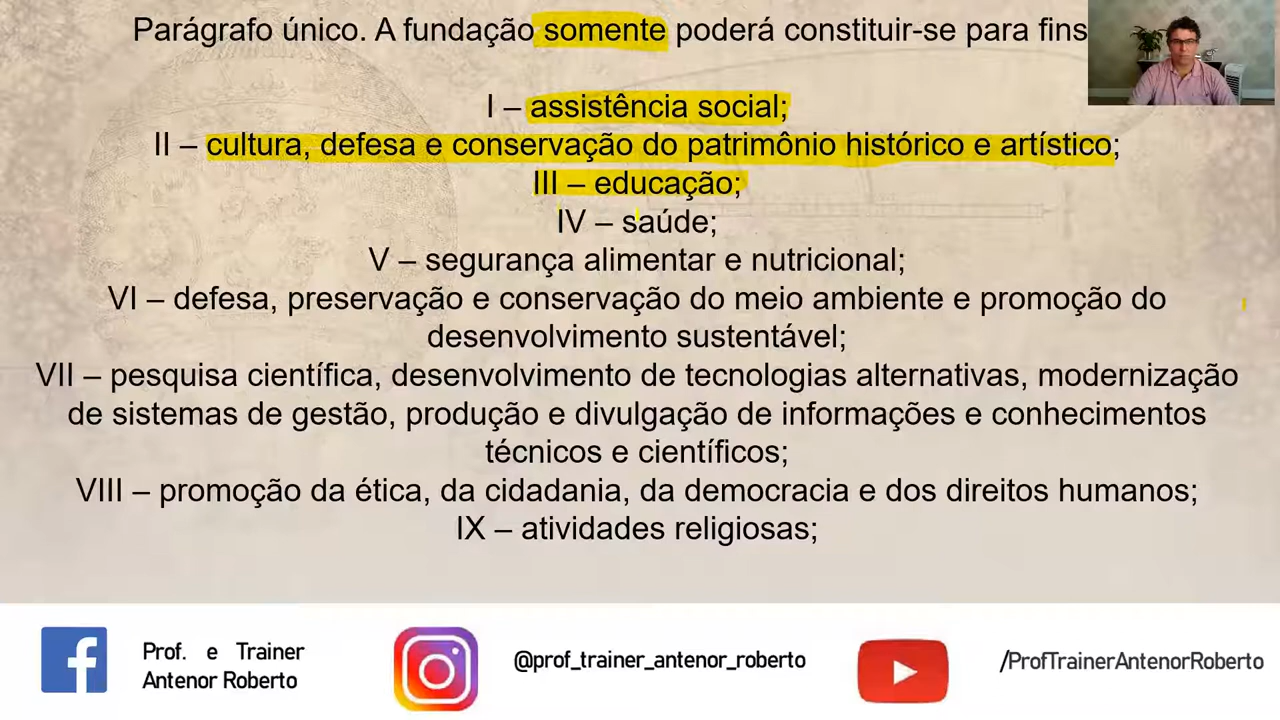 Parágrafo único. A fundação somente poderá constituir-se para fins
I – assistência social;
II – cultura, defesa e conservação do patrimônio histórico e artístico;
III – educação;
IV – saúde;
V – segurança alimentar e nutricional;
VI – defesa, preservação e conservação do meio ambiente e promoção do
desenvolvimento sustentável;
VII – pesquisa científica, desenvolvimento de tecnologias alternativas, modernização
de sistemas de gestão, produção e divulgação de informações e conhecimentos
técnicos e científicos;
VIII – promoção da ética, da cidadania, da democracia e dos direitos humanos;
IX – atividades religiosas;
Prof. e Trainer
Antenor Roberto
@prof_trainer_antenor_roberto
/ProfTrainerAntenorRoberto